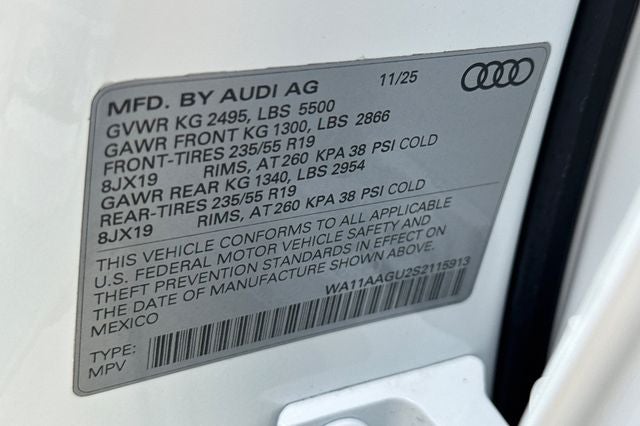 MFD. BY AUDI AG 11/25
GVWR KG 2495, LBS 5500
GAWR FRONT KG 1300, LBS 2866
FRONT-TIRES 235/55 R19
8JX19 RIMS, AT 260 KPA 38 PSI COLD
GAWR REAR KG 1340, LBS 2954
REAR-TIRES 235/55 R19
8JX19 RIMS, AT 260 KPA 38 PSI COLD
THIS VEHICLE CONFORMS TO ALL APPLICABLE
U.S. FEDERAL MOTOR VEHICLE SAFETY AND
THEFT PREVENTION STANDARDS IN EFFECT ON
THE DATE OF MANUFACTURE SHOWN ABOVE.
MEXICO WA11AAGU2S2115913
TYPE:
MPV